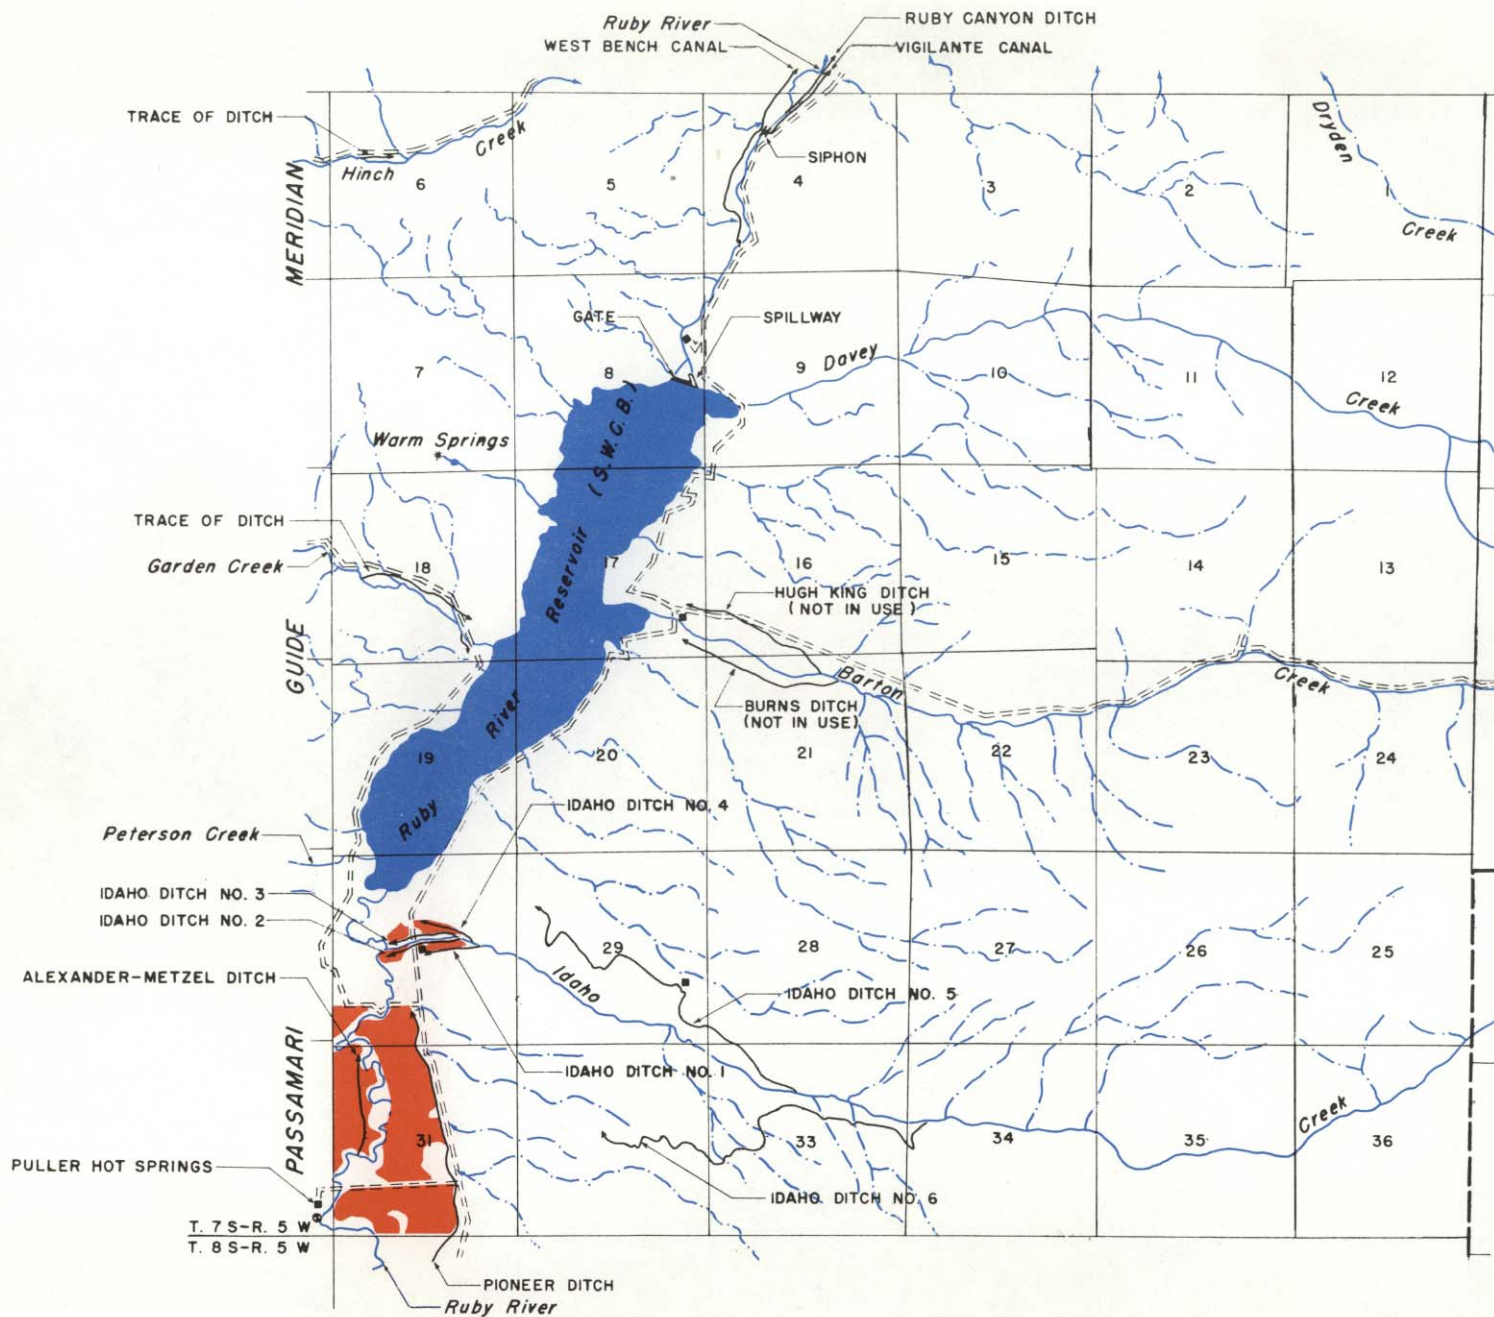 Ruby River
RUBY CANYON DITCH
WEST BENCH CANAL
VIGILANTE CANAL
TRACE OF DITCH
Hinch
Creek
SIPHON
Dryden
Creek
6
5
4
3
2
1
MERIDIAN
GATE
SPILLWAY
7
8
9
Davey
10
11
12
Creek
Warm Springs
(S.W.C.B.)
TRACE OF DITCH
Garden Creek
18
17
Reservoir
16
15
14
13
HUGH KING DITCH
(NOT IN USE)
GUIDE
Barton
Creek
BURNS DITCH
(NOT IN USE)
River
19
20
21
22
23
24
Ruby
IDAHO DITCH NO. 4
Peterson Creek
IDAHO DITCH NO. 3
IDAHO DITCH NO. 2
29
28
27
26
25
ALEXANDER-METZEL DITCH
Idaho
IDAHO DITCH NO. 5
IDAHO DITCH NO. 1
PASSAMARI
31
33
34
35
36
Creek
PULLER HOT SPRINGS
IDAHO DITCH NO. 6
T. 7 S-R. 5 W
T. 8 S-R. 5 W
PIONEER DITCH
Ruby River